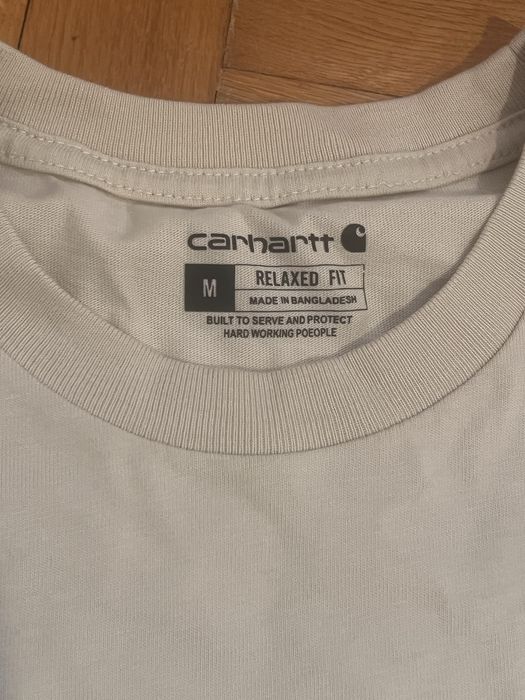 carhartt
M RELAXED FIT
MADE IN BANGLADESH
BUILT TO SERVE AND PROTECT
HARD WORKING POEOPLE